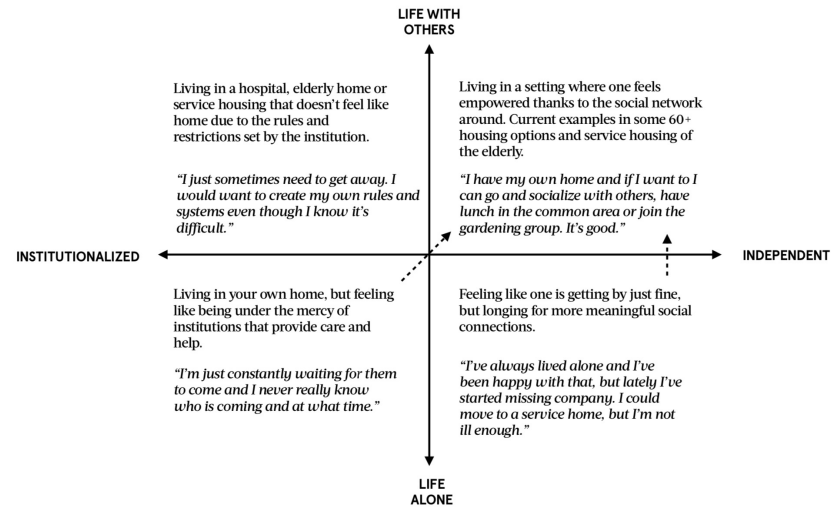 LIFE WITH
OTHERS
Living in a hospital, elderly home or
service housing that doesn't feel like
home due to the rules and
restrictions set by the institution.
“I just sometimes need to get away. I
would want to create my own rules and
systems even though I know it's
difficult.”
Living in a setting where one feels
empowered thanks to the social network
around. Current examples in some 60+
housing options and service housing of
the elderly.
“I have my own home and if I want to I
can go and socialize with others, have
lunch in the common area or join the
gardening group. It's good.”
INSTITUTIONALIZED
INDEPENDENT
Living in your own home, but feeling
like being under the mercy of
institutions that provide care and
help.
“I'm just constantly waiting for them
to come and I never really know
who is coming and at what time.”
Feeling like one is getting by just fine,
but longing for more meaningful social
connections.
“I've always lived alone and I've
been happy with that, but lately I've
started missing company. I could
move to a service home, but I'm not
ill enough.”
LIFE
ALONE